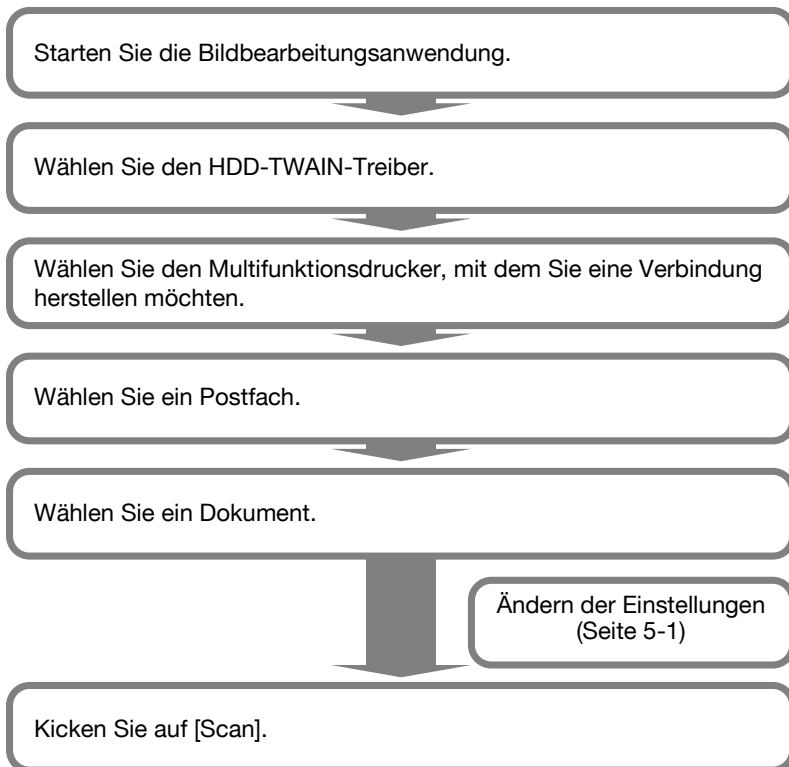 Starten Sie die Bildbearbeitungsanwendung.
Wählen Sie den HDD-TWAIN-Treiber.
Wählen Sie den Multifunktionsdrucker, mit dem Sie eine Verbindung
herstellen möchten.
Wählen Sie ein Postfach.
Wählen Sie ein Dokument.
Ändern der Einstellungen
(Seite 5-1)
Kicken Sie auf [Scan].